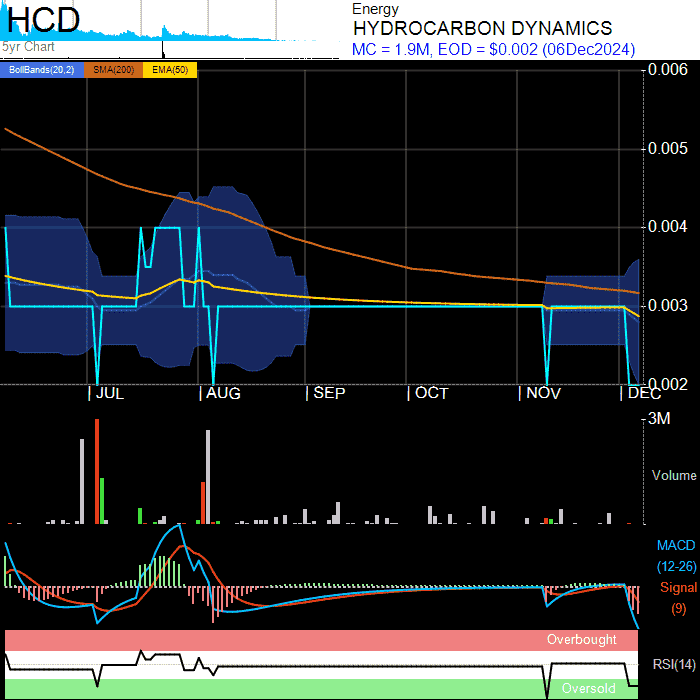 HCD
5yr Chart
Energy
HYDROCARBON DYNAMICS
MC = 1.9M, EOD = $0.002 (06Dec2024)
BollBands(20,2) SMA(200) EMA(50)
0.006
0.005
0.004
0.003
0.002
| JUL | AUG | SEP | OCT | NOV | DEC
3M
Volume
MACD
(12-26)
Signal
(9)
Overbought
RSI(14)
Oversold